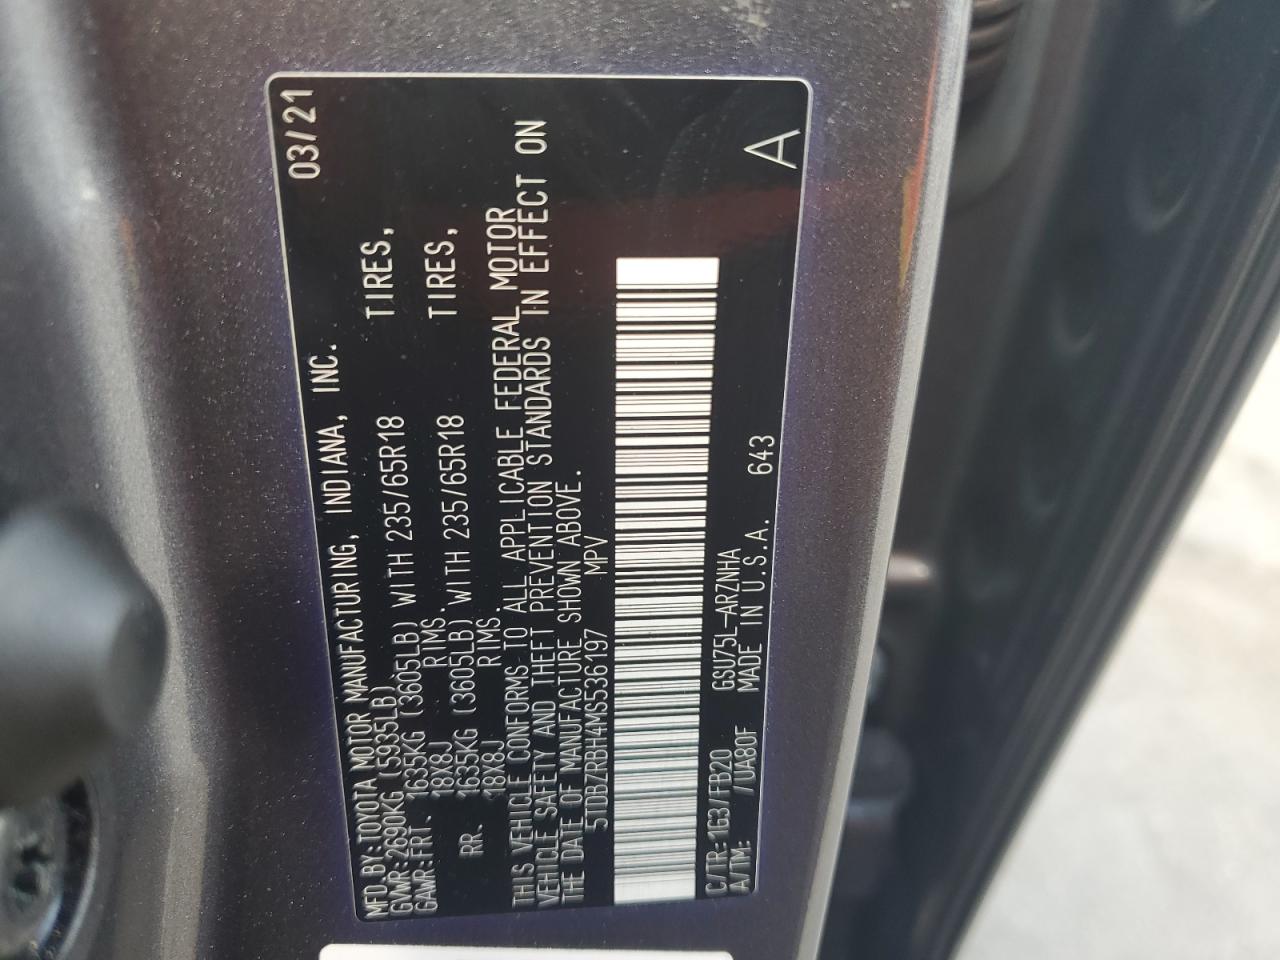 MFD.BY:TOYOTA MOTOR MANUFACTURING, INDIANA, INC. 03/21
GVWR:2690KG (5935LB)
GAWR:FRT. 1635KG (3605LB) WITH 235/65R18 TIRES,
18X8J RIMS.
RR. 1635KG (3605LB) WITH 235/65R18 TIRES,
18X8J RIMS.
THIS VEHICLE CONFORMS TO ALL APPLICABLE FEDERAL MOTOR
VEHICLE SAFETY AND THEFT PREVENTION STANDARDS IN EFFECT ON
THE DATE OF MANUFACTURE SHOWN ABOVE.
5TDBZRBH4MS536197 MPV
C/TR:1G3/FB20 GSU75L-ARZNHA
A/TM: /UA80F MADE IN U.S.A. 643
A